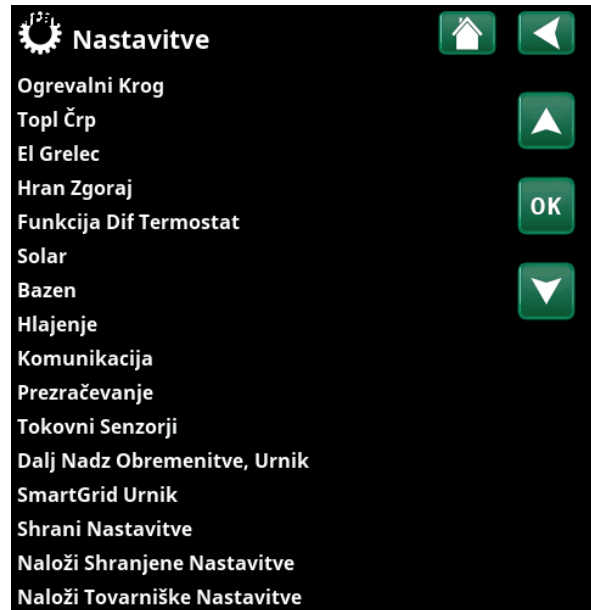 Nastavitve
Ogrevalni Krog
Topl Črp
El Grelec
Hran Zgoraj
Funkcija Dif Termostat
Solar
Bazen
Hlajenje
Komunikacija
Prezračevanje
Tokovni Senzorji
Dalj Nadz Obremenitve, Urnik
SmartGrid Urnik
Shrani Nastavitve
Naloži Shranjene Nastavitve
Naloži Tovarniške Nastavitve
OK